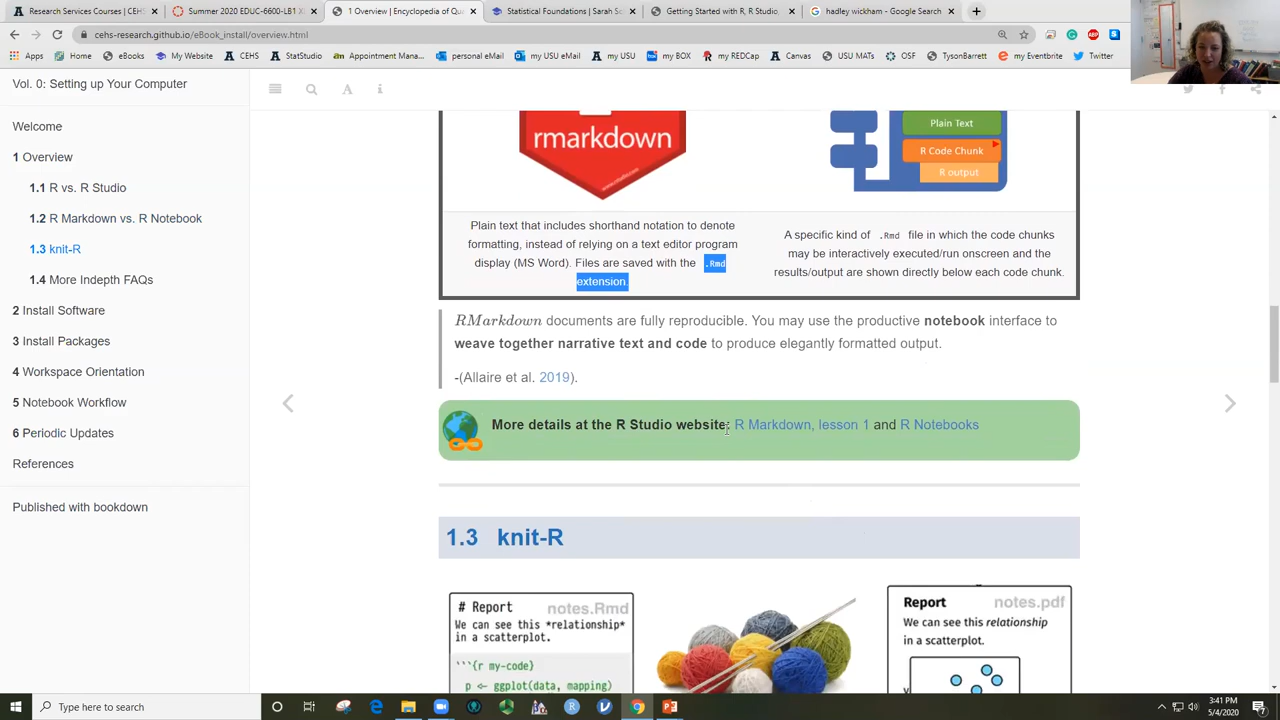 Research Courses | CEHS
Summer 2020 EDUC-6600-LB1 X
1 Overview | Encyclopedia of Qu
Statistical Foundations | Sarah S
Getting Started with R, R Studio
hadley wickham - Google Search
cehs-research.github.io/eBook_install/overview.html
Apps
Home
eBooks
My Website
CEHS
StatStudio
Appointment Mana...
personal eMail
my USU eMail
my USU
my BOX
my REDCap
Canvas
USU MATs
OSF
TysonBarrett
my Eventbrite
Twitter
Vol. 0: Setting up Your Computer
Welcome
1 Overview
1.1 R vs. R Studio
1.2 R Markdown vs. R Notebook
1.3 knit-R
1.4 More Indepth FAQs
2 Install Software
3 Install Packages
4 Workspace Orientation
5 Notebook Workflow
6 Periodic Updates
References
Published with bookdown
rmarkdown
Plain Text
R Code Chunk
R output
Plain text that includes shorthand notation to denote
formatting, instead of relying on a text editor program
display (MS Word). Files are saved with the .Rmd
extension.
A specific kind of .Rmd file in which the code chunks
may be interactively executed/run onscreen and the
results/output are shown directly below each code chunk.
RMarkdown documents are fully reproducible. You may use the productive notebook interface to
weave together narrative text and code to produce elegantly formatted output.
-(Allaire et al. 2019).
More details at the R Studio website: R Markdown, lesson 1 and R Notebooks
1.3 knit-R
# Report notes.Rmd
We can see this *relationship*
in a scatterplot.
```{r my-code}
p <- ggplot(data, mapping)
Report notes.pdf
We can see this relationship
in a scatterplot.
Type here to search
3:41 PM
5/4/2020